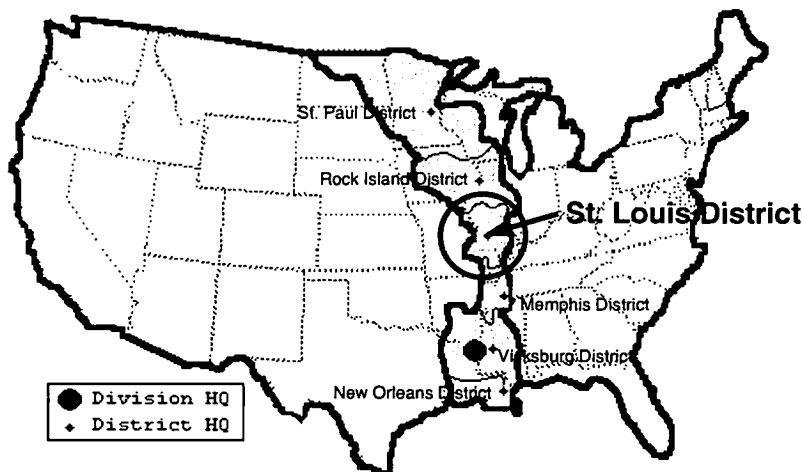 St. Paul District
Rock Island District
St. Louis District
Memphis District
Vicksburg District
New Orleans District
Division HQ
District HQ